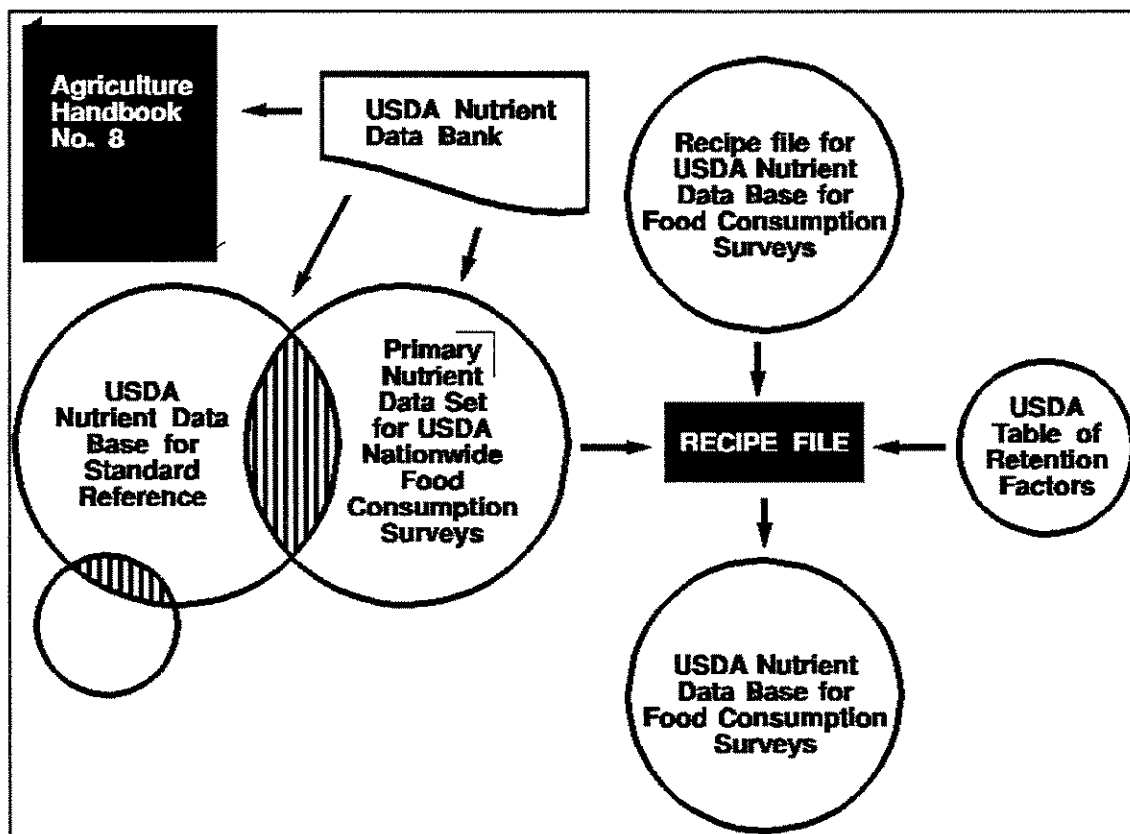 Agriculture
Handbook
No. 8
USDA Nutrient
Data Bank
Recipe file for
USDA Nutrient
Data Base for
Food Consumption
Surveys
USDA
Nutrient Data
Base for
Standard
Reference
Primary
Nutrient
Data Set
for USDA
Nationwide
Food
Consumption
Surveys
RECIPE FILE
USDA
Table of
Retention
Factors
USDA Nutrient
Data Base for
Food Consumption
Surveys